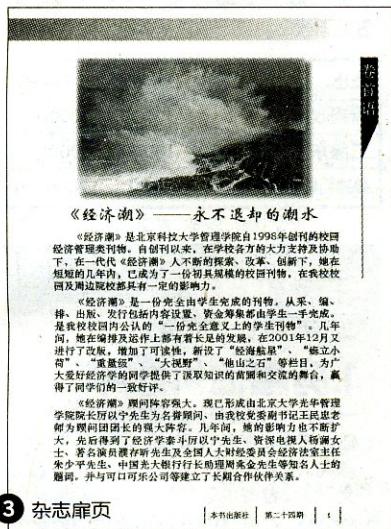 卷首语
《经济潮》——永不退却的潮水
《经济潮》是北京科技大学管理学院自1998年创刊的校园
经济管理类刊物。自创刊以来，在学校各方的大力支持及协助
下，在一代代《经济潮》人不断的探索、改革、创新下，她在
短短的几年内，已成为了一份初具规模的校园刊物，在我校校
园及周边院校都具有一定的影响力。
《经济潮》是一份完全由学生完成的刊物，从采、编、
排、出版、发行包括内容设置、资金筹集都由学生一手完成。
是我校校园内公认的“一份完全意义上的学生刊物”。几年
间，她在编排及运作上都有着长足的发展，在2001年12月又
进行了改版，增加了可读性，新设了“经海航星”、“蜻立小
荷”、“重量级”、“大视野”、“他山之石”等栏目，为广
大爱好经济学的同学提供了汲取知识的前圃和交流的舞台，赢
得了同学们的一致好评。
《经济潮》顾问阵容强大。现已形成由北京大学光华管理
学院院长厉以宁先生为名誉顾问、由我校党委副书记王民忠老
师为顾问团团长的强大阵容。几年间，她的影响力也不断扩
大，先后得到了经济学泰斗厉以宁先生、资深电视人杨澜女
士、著名演员濮存昕先生及全国人大财经委员会经济法室主任
朱少平先生、中国光大银行行长助理周禹金先生等知名人士的
题词。并与可口可乐公司等建立了长期合作伙伴关系。
3 杂志扉页
本书出版社 第二十四期 1